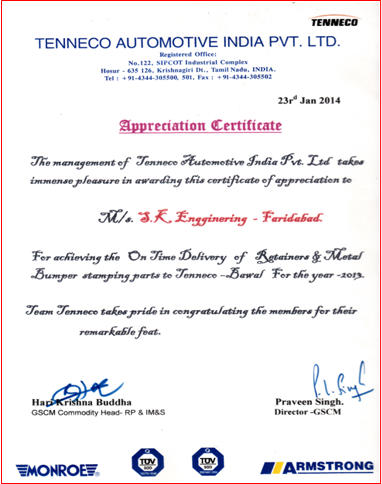 TENNECO
TENNECO AUTOMOTIVE INDIA PVT. LTD.
Registered Office:
No.122, SIPCOT Industrial Complex
Hosur - 635 126, Krishnagiri Dt., Tamil Nadu, INDIA.
Tel : +91-4344-305500, 501, Fax : +91-4344-305502
23rd Jan 2014
Appreciation Certificate
The management of Tenneco Automotive India Pvt. Ltd takes
immense pleasure in awarding this certificate of appreciation to
M/s. S.K. Engginering - Faridabad.
For achieving the On Time Delivery of Retainers & Metal
Bumper stamping parts to Tenneco -Bawal For the year -2013.
Team Tenneco takes pride in congratulating the members for their
remarkable feat.
Hari Krishna Buddha
GSCM Commodity Head- RP & IM&S
Praveen Singh.
Director -GSCM
MONROE
TÜV
TÜV
ARMSTRONG